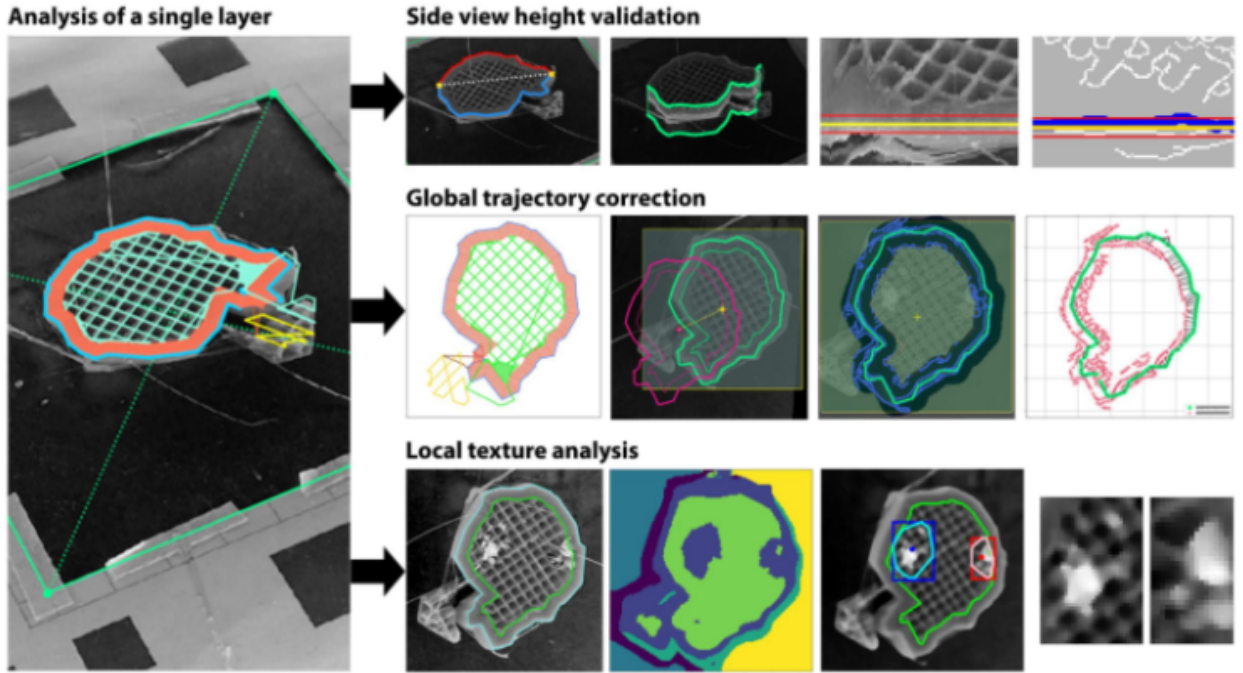 Analysis of a single layer
Side view height validation
Global trajectory correction
Local texture analysis